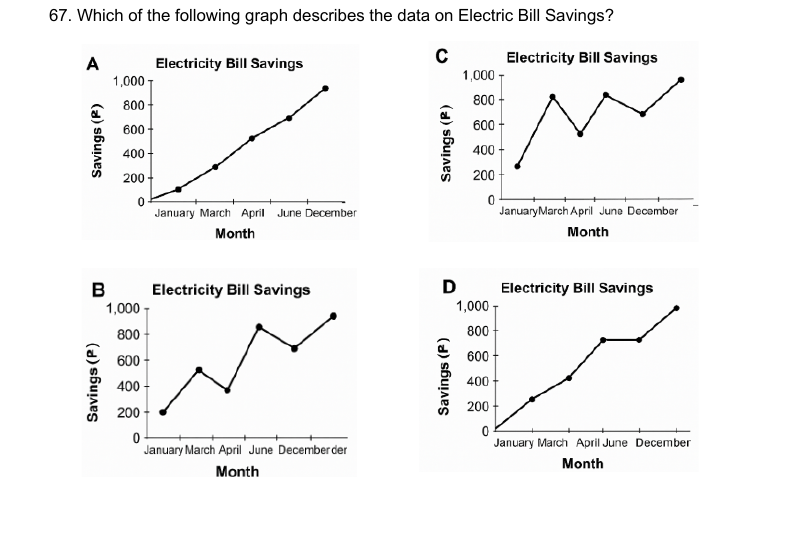 67. Which of the following graph describes the data on Electric Bill Savings?
A
Electricity Bill Savings
1,000
800
600
400
200
0
Savings (₱)
January March April June December
Month
C
Electricity Bill Savings
1,000
800
600
400
200
0
Savings (₱)
January March April June December
Month
B
Electricity Bill Savings
1,000
800
600
400
200
0
Savings (₱)
January March April June December der
Month
D
Electricity Bill Savings
1,000
800
600
400
200
0
Savings (₱)
January March April June December
Month